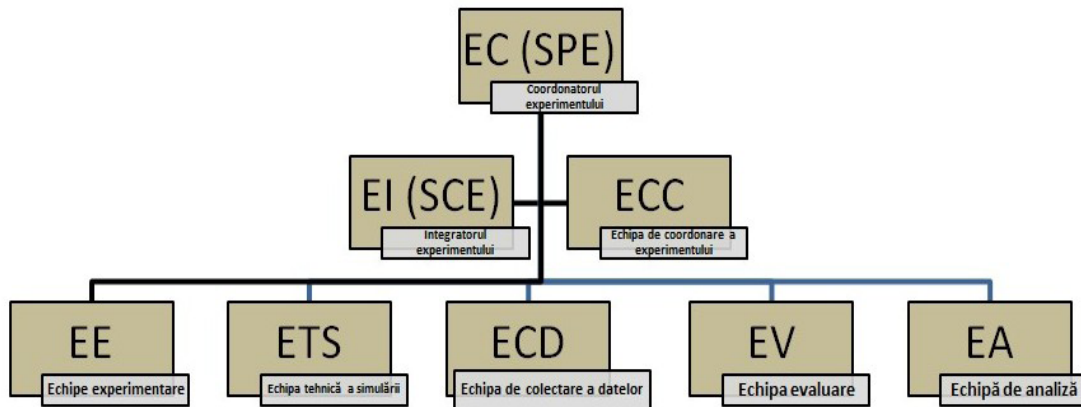 EC (SPE)
Coordonatorul
experimentului
EI (SCE)
Integratorul
experimentului
ECC
Echipa de coordonare a
experimentului
EE
Echipe experimentare
ETS
Echipa tehnică a simulării
ECD
Echipa de colectare a datelor
EV
Echipa evaluare
EA
Echipă de analiză